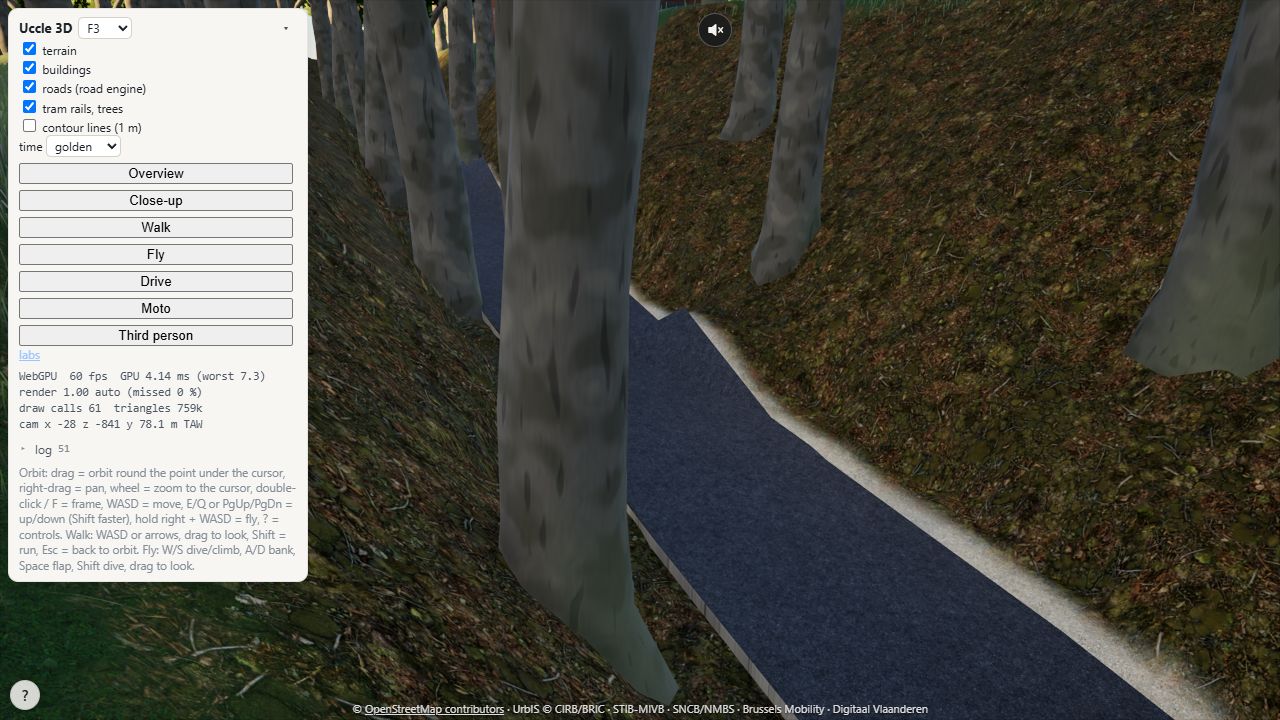 Uccle 3D F3
terrain
buildings
roads (road engine)
tram rails, trees
contour lines (1 m)
time golden
Overview
Close-up
Walk
Fly
Drive
Moto
Third person
labs
WebGPU 60 fps GPU 4.14 ms (worst 7.3)
render 1.00 auto (missed 0 %)
draw calls 61 triangles 759k
cam x -28 z -841 y 78.1 m TAW
log 51
Orbit: drag = orbit round the point under the cursor,
right-drag = pan, wheel = zoom to the cursor, double-
click / F = frame, WASD = move, E/Q or PgUp/PgDn =
up/down (Shift faster), hold right + WASD = fly, ? =
controls. Walk: WASD or arrows, drag to look, Shift =
run, Esc = back to orbit. Fly: W/S dive/climb, A/D bank,
Space flap, Shift dive, drag to look.
?
© OpenStreetMap contributors · UrbIS © CIRB/BRIC · STIB-MIVB · SNCB/NMBS · Brussels Mobility · Digitaal Vlaanderen